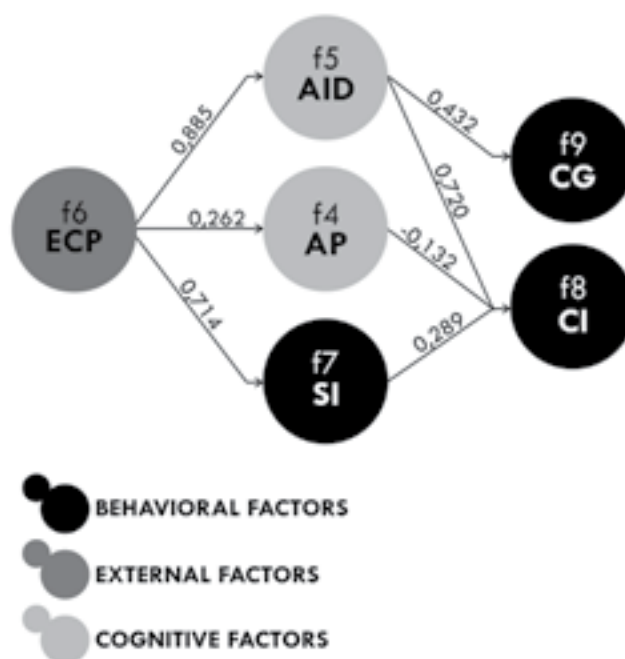 f5
AID
0,885
0,432
f9
CG
0,720
f6
ECP
0,262
f4
AP
-0,132
f8
CI
0,714
0,289
f7
SI
BEHAVIORAL FACTORS
EXTERNAL FACTORS
COGNITIVE FACTORS